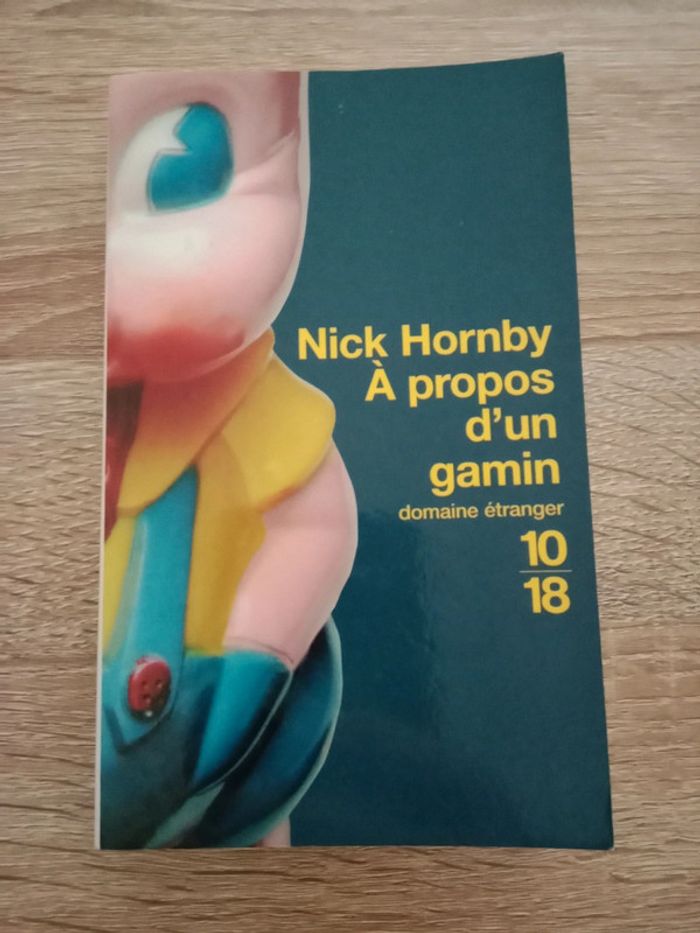 Nick Hornby
À propos
d'un
gamin
domaine étranger
10
18